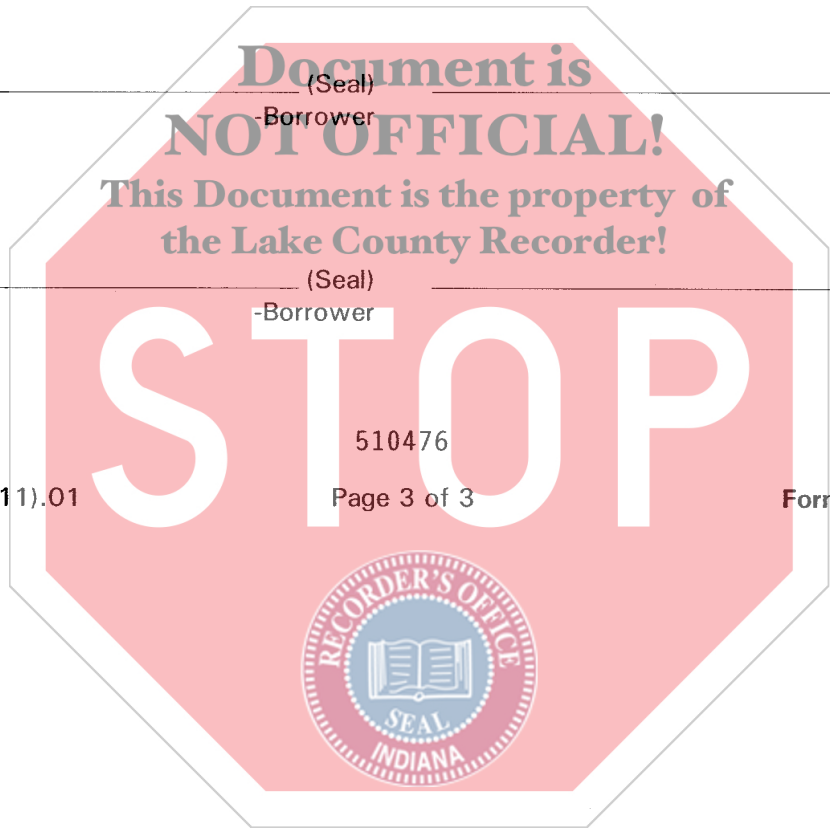 Document is
(Seal)
-Borrower
NOT OFFICIAL!
This Document is the property of
the Lake County Recorder!
(Seal)
-Borrower
STOP
510476
11).01 Page 3 of 3 Forr
RECORDER'S OFFICE
SEAL
INDIANA